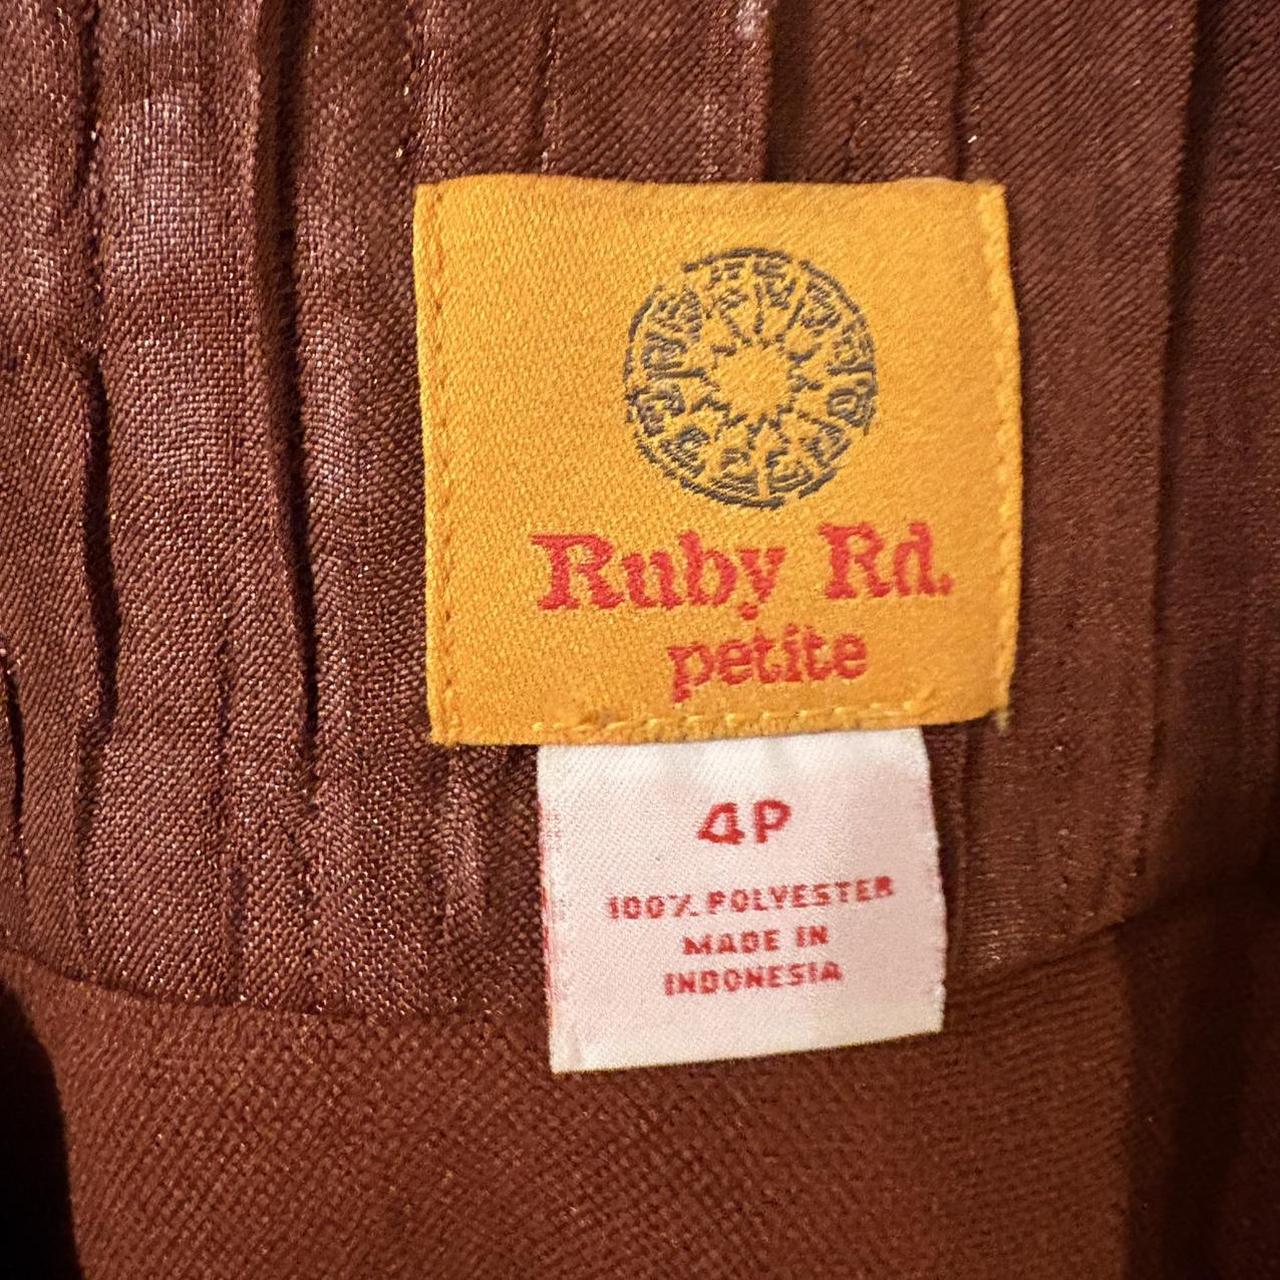 Ruby Rd.
petite
4P
100% POLYESTER
MADE IN
INDONESIA